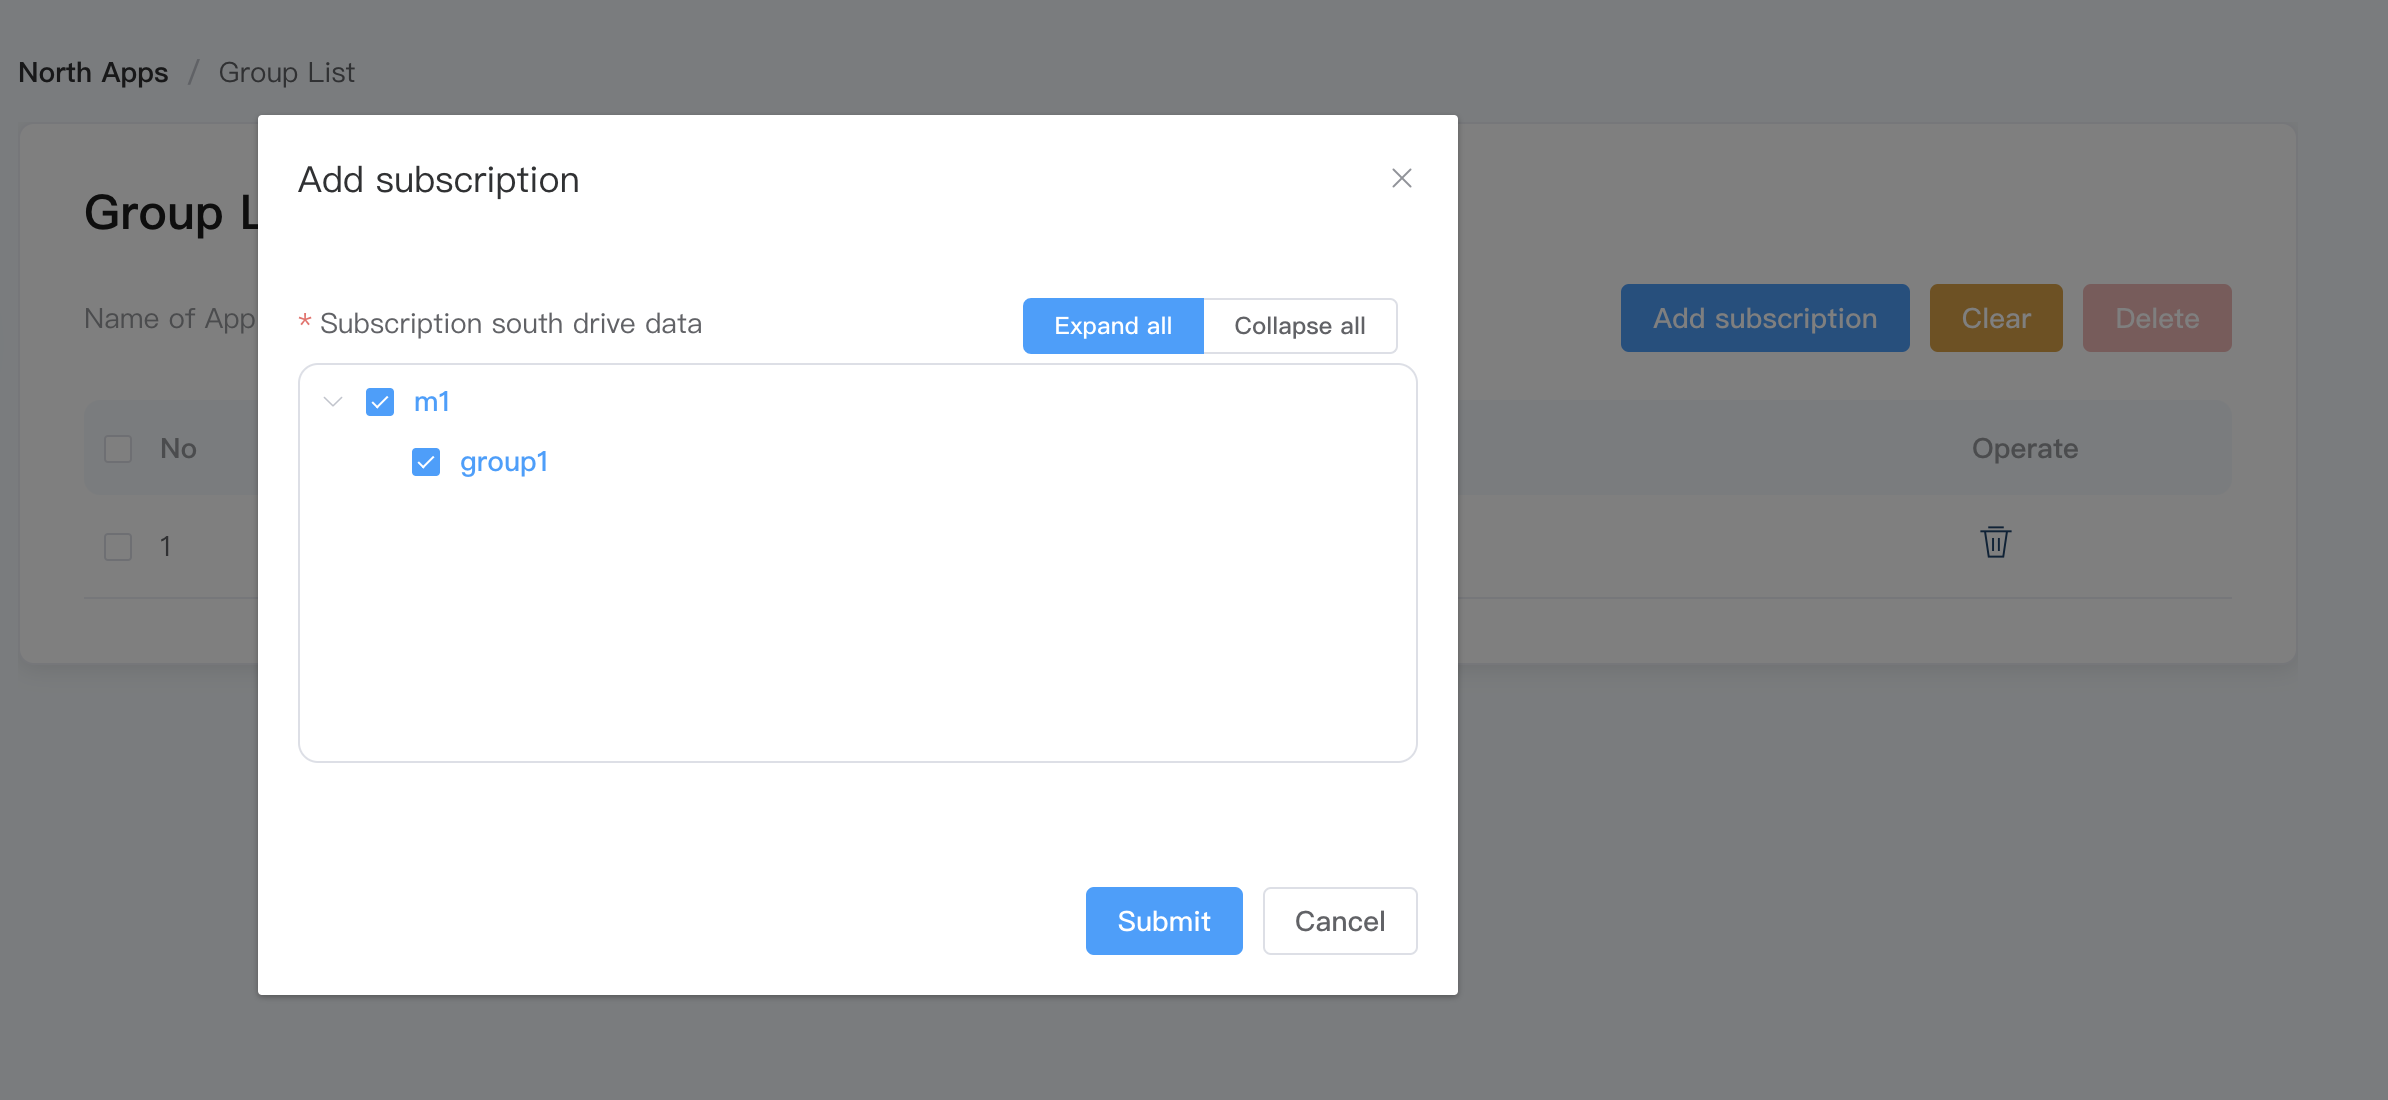 North Apps / Group List
Add subscription
Group L
* Subscription south drive data
Expand all
Collapse all
Name of App
Add subscription
Clear
Delete
m1
No
Operate
group1
1
Submit
Cancel